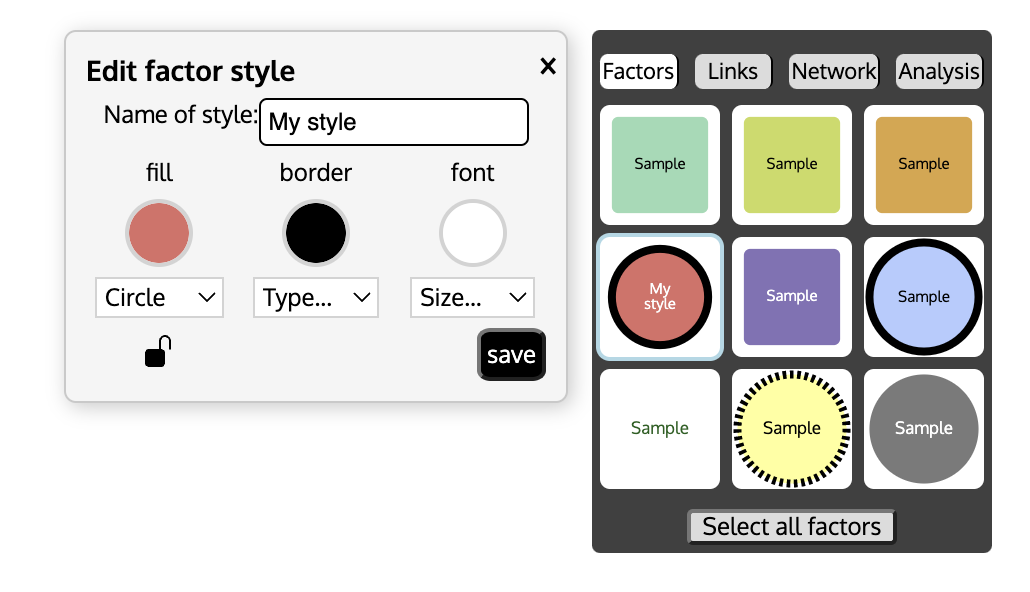 Edit factor style
Name of style: My style
fill border font
Circle Type... Size...
save
Factors Links Network Analysis
Sample Sample Sample
My
style
Sample Sample
Sample Sample Sample
Select all factors